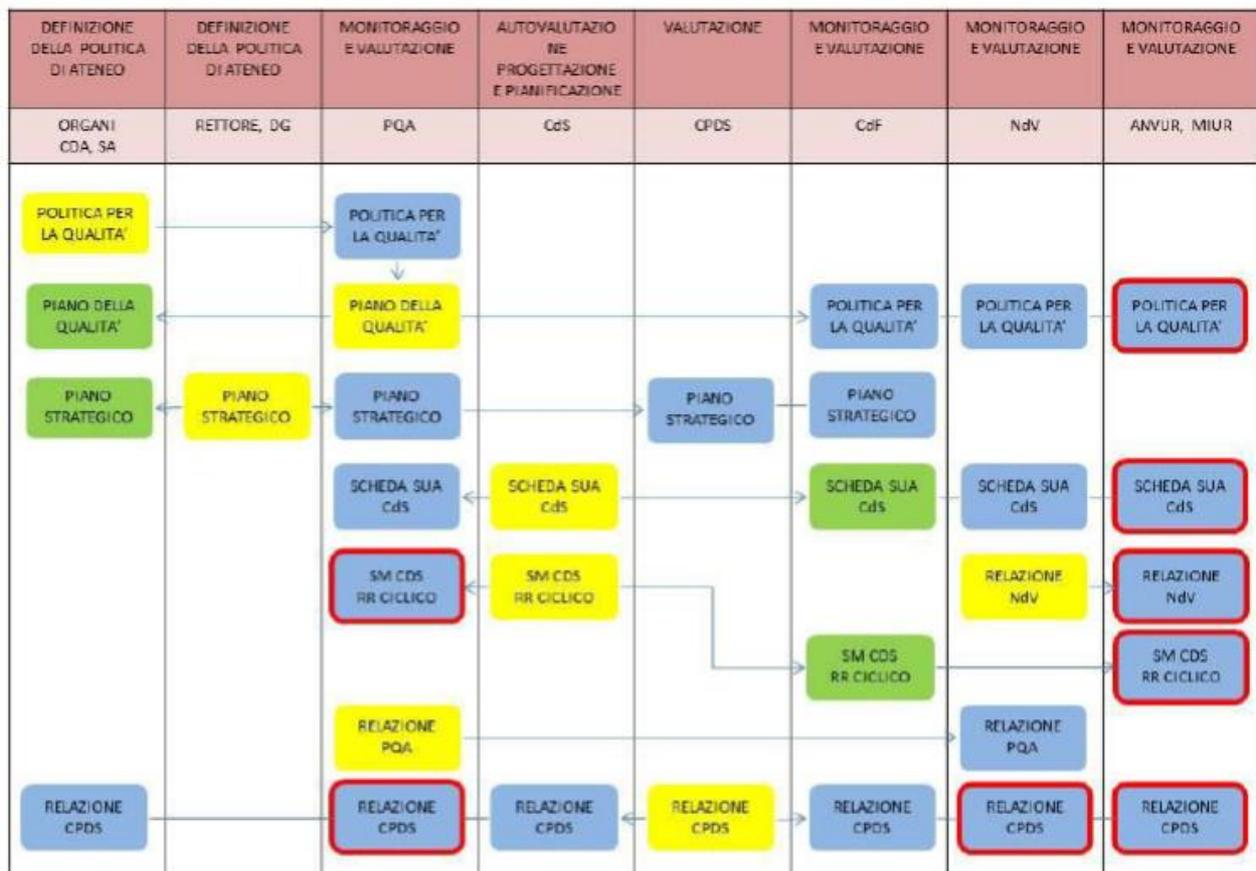 DEFINIZIONE
DELLA POLITICA
DI ATENEO
DEFINIZIONE
DELLA POLITICA
DI ATENEO
MONITORAGGIO
E VALUTAZIONE
AUTOVALUTAZIO
NE
PROGETTAZIONE
E PIANIFICAZIONE
VALUTAZIONE
MONITORAGGIO
E VALUTAZIONE
MONITORAGGIO
E VALUTAZIONE
MONITORAGGIO
E VALUTAZIONE
ORGANI
CDA, SA
RETTORE, DG
PQA
CdS
CPDS
CdF
NdV
ANVUR, MIUR
POLITICA PER
LA QUALITA'
POLITICA PER
LA QUALITA'
PIANO DELLA
QUALITA'
PIANO DELLA
QUALITA'
POLITICA PER
LA QUALITA'
POLITICA PER
LA QUALITA'
POLITICA PER
LA QUALITA'
PIANO
STRATEGICO
PIANO
STRATEGICO
PIANO
STRATEGICO
PIANO
STRATEGICO
PIANO
STRATEGICO
SCHEDA SUA
CdS
SCHEDA SUA
CdS
SCHEDA SUA
CdS
SCHEDA SUA
CdS
SCHEDA SUA
CdS
SM CDS
RR CICLICO
SM CDS
RR CICLICO
RELAZIONE
NdV
RELAZIONE
NdV
SM CDS
RR CICLICO
SM CDS
RR CICLICO
RELAZIONE
PQA
RELAZIONE
PQA
RELAZIONE
CPDS
RELAZIONE
CPDS
RELAZIONE
CPDS
RELAZIONE
CPDS
RELAZIONE
CPDS
RELAZIONE
CPDS
RELAZIONE
CPDS